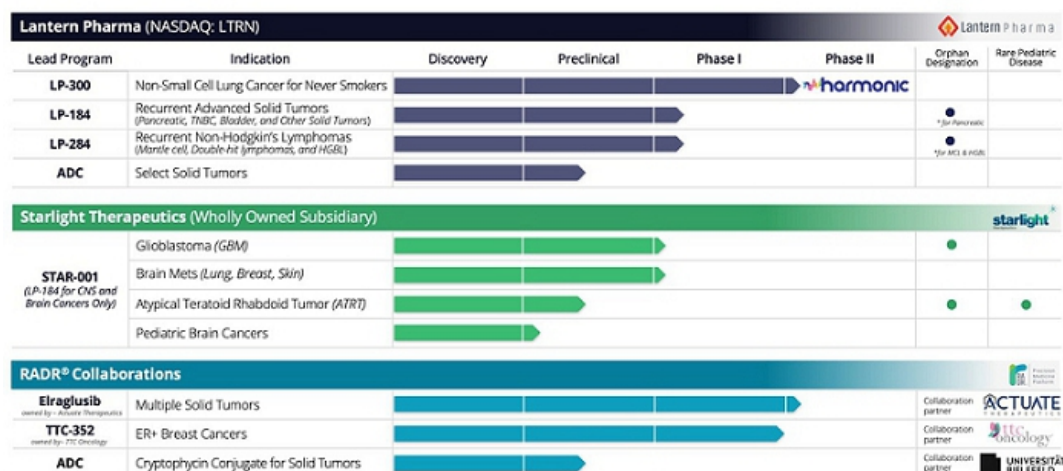 Lantern Pharma (NASDAQ: LTRN) Lantern Pharma
Lead Program Indication Discovery Preclinical Phase I Phase II Orphan Designation Rare Pediatric Disease
LP-300 Non-Small Cell Lung Cancer for Never Smokers harmonic
LP-184 Recurrent Advanced Solid Tumors
(Pancreatic, TNBC, Bladder, and Other Solid Tumors) * for Pancreatic
LP-284 Recurrent Non-Hodgkin's Lymphomas
(Mantle cell, Double-hit lymphomas, and HGBL) *for MCL & HGBL
ADC Select Solid Tumors
Starlight Therapeutics (Wholly Owned Subsidiary) starlight
STAR-001
(LP-184 for CNS and
Brain Cancers Only)
Glioblastoma (GBM)
Brain Mets (Lung, Breast, Skin)
Atypical Teratoid Rhabdoid Tumor (ATRT)
Pediatric Brain Cancers
RADR® Collaborations
Elraglusib
owned by - Actuate Therapeutics
Multiple Solid Tumors
Collaboration
partner
ACTUATE
THERAPEUTICS
TTC-352
owned by- TTC Oncology
ER+ Breast Cancers
Collaboration
partner
ttc
oncology
ADC Cryptophycin Conjugate for Solid Tumors
Collaboration
partner
UNIVERSITÄ
BIELEFELD